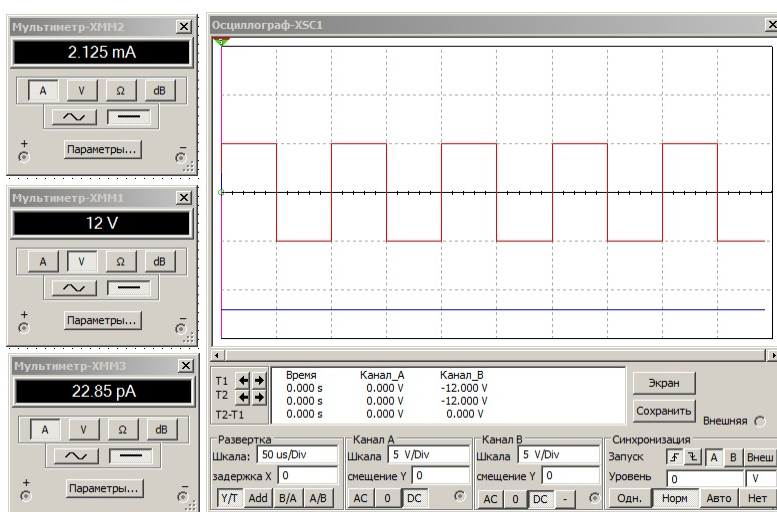 Мультиметр-XMM2
2.125 mA
A V Ω dB
+ Параметры... -
Мультиметр-XMM1
12 V
A V Ω dB
+ Параметры... -
Мультиметр-XMM3
22.85 pA
A V Ω dB
+ Параметры... -
Осциллограф-XSC1
Время Канал_A Канал_B
T1 0.000 s 0.000 V -12.000 V
T2 0.000 s 0.000 V -12.000 V
T2-T1 0.000 s 0.000 V 0.000 V
Экран
Сохранить
Внешняя
Развертка
Шкала: 50 us/Div
задержка X 0
Y/T Add B/A A/B
Канал A
Шкала 5 V/Div
смещение Y 0
AC 0 DC
Канал B
Шкала 5 V/Div
смещение Y 0
AC 0 DC -
Синхронизация
Запуск A B Внеш
Уровень 0 V
Одн. Норм Авто Нет